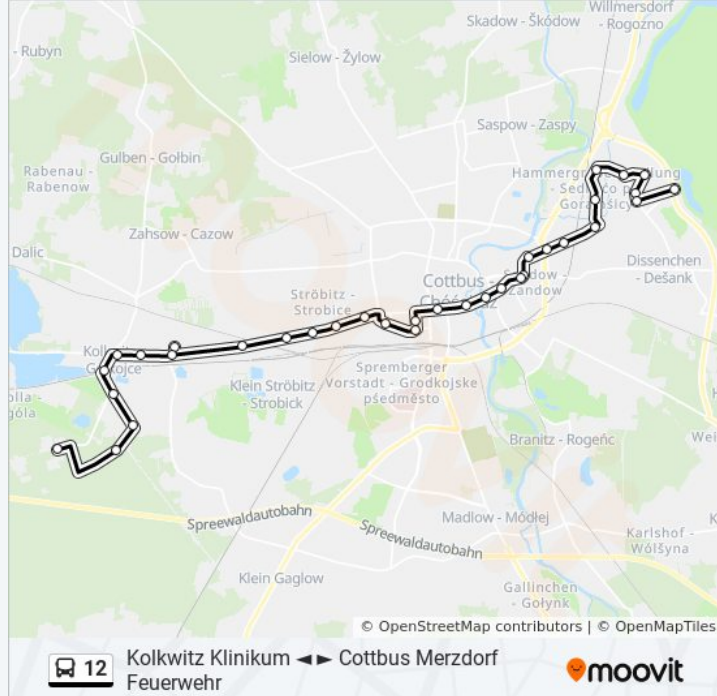 Willmersdorf
- Rogozno
Skadow - Škódow
- Rubyn
Sielow - Žylow
Saspow - Zaspy
Gulben - Gołbin
Rabenau -
Rabenow
Zahsow - Cazow
Dalic
Dissenchen
- Dešank
Cottbus -
Ströbitz -
Strobice
Klein Ströbitz
- Strobick
Spremberger
Vorstadt - Grodkojske
pśedměsto
Branitz - Rogeńc
Spreewaldautobahn
Madlow - Módłej
Spreewaldautobahn
Karlshof -
Wólšyna
Klein Gaglow
Gallinchen
- Gołynk
© OpenStreetMap contributors | © OpenMapTiles
12
Kolkwitz Klinikum ◄ ► Cottbus Merzdorf
Feuerwehr
moovit